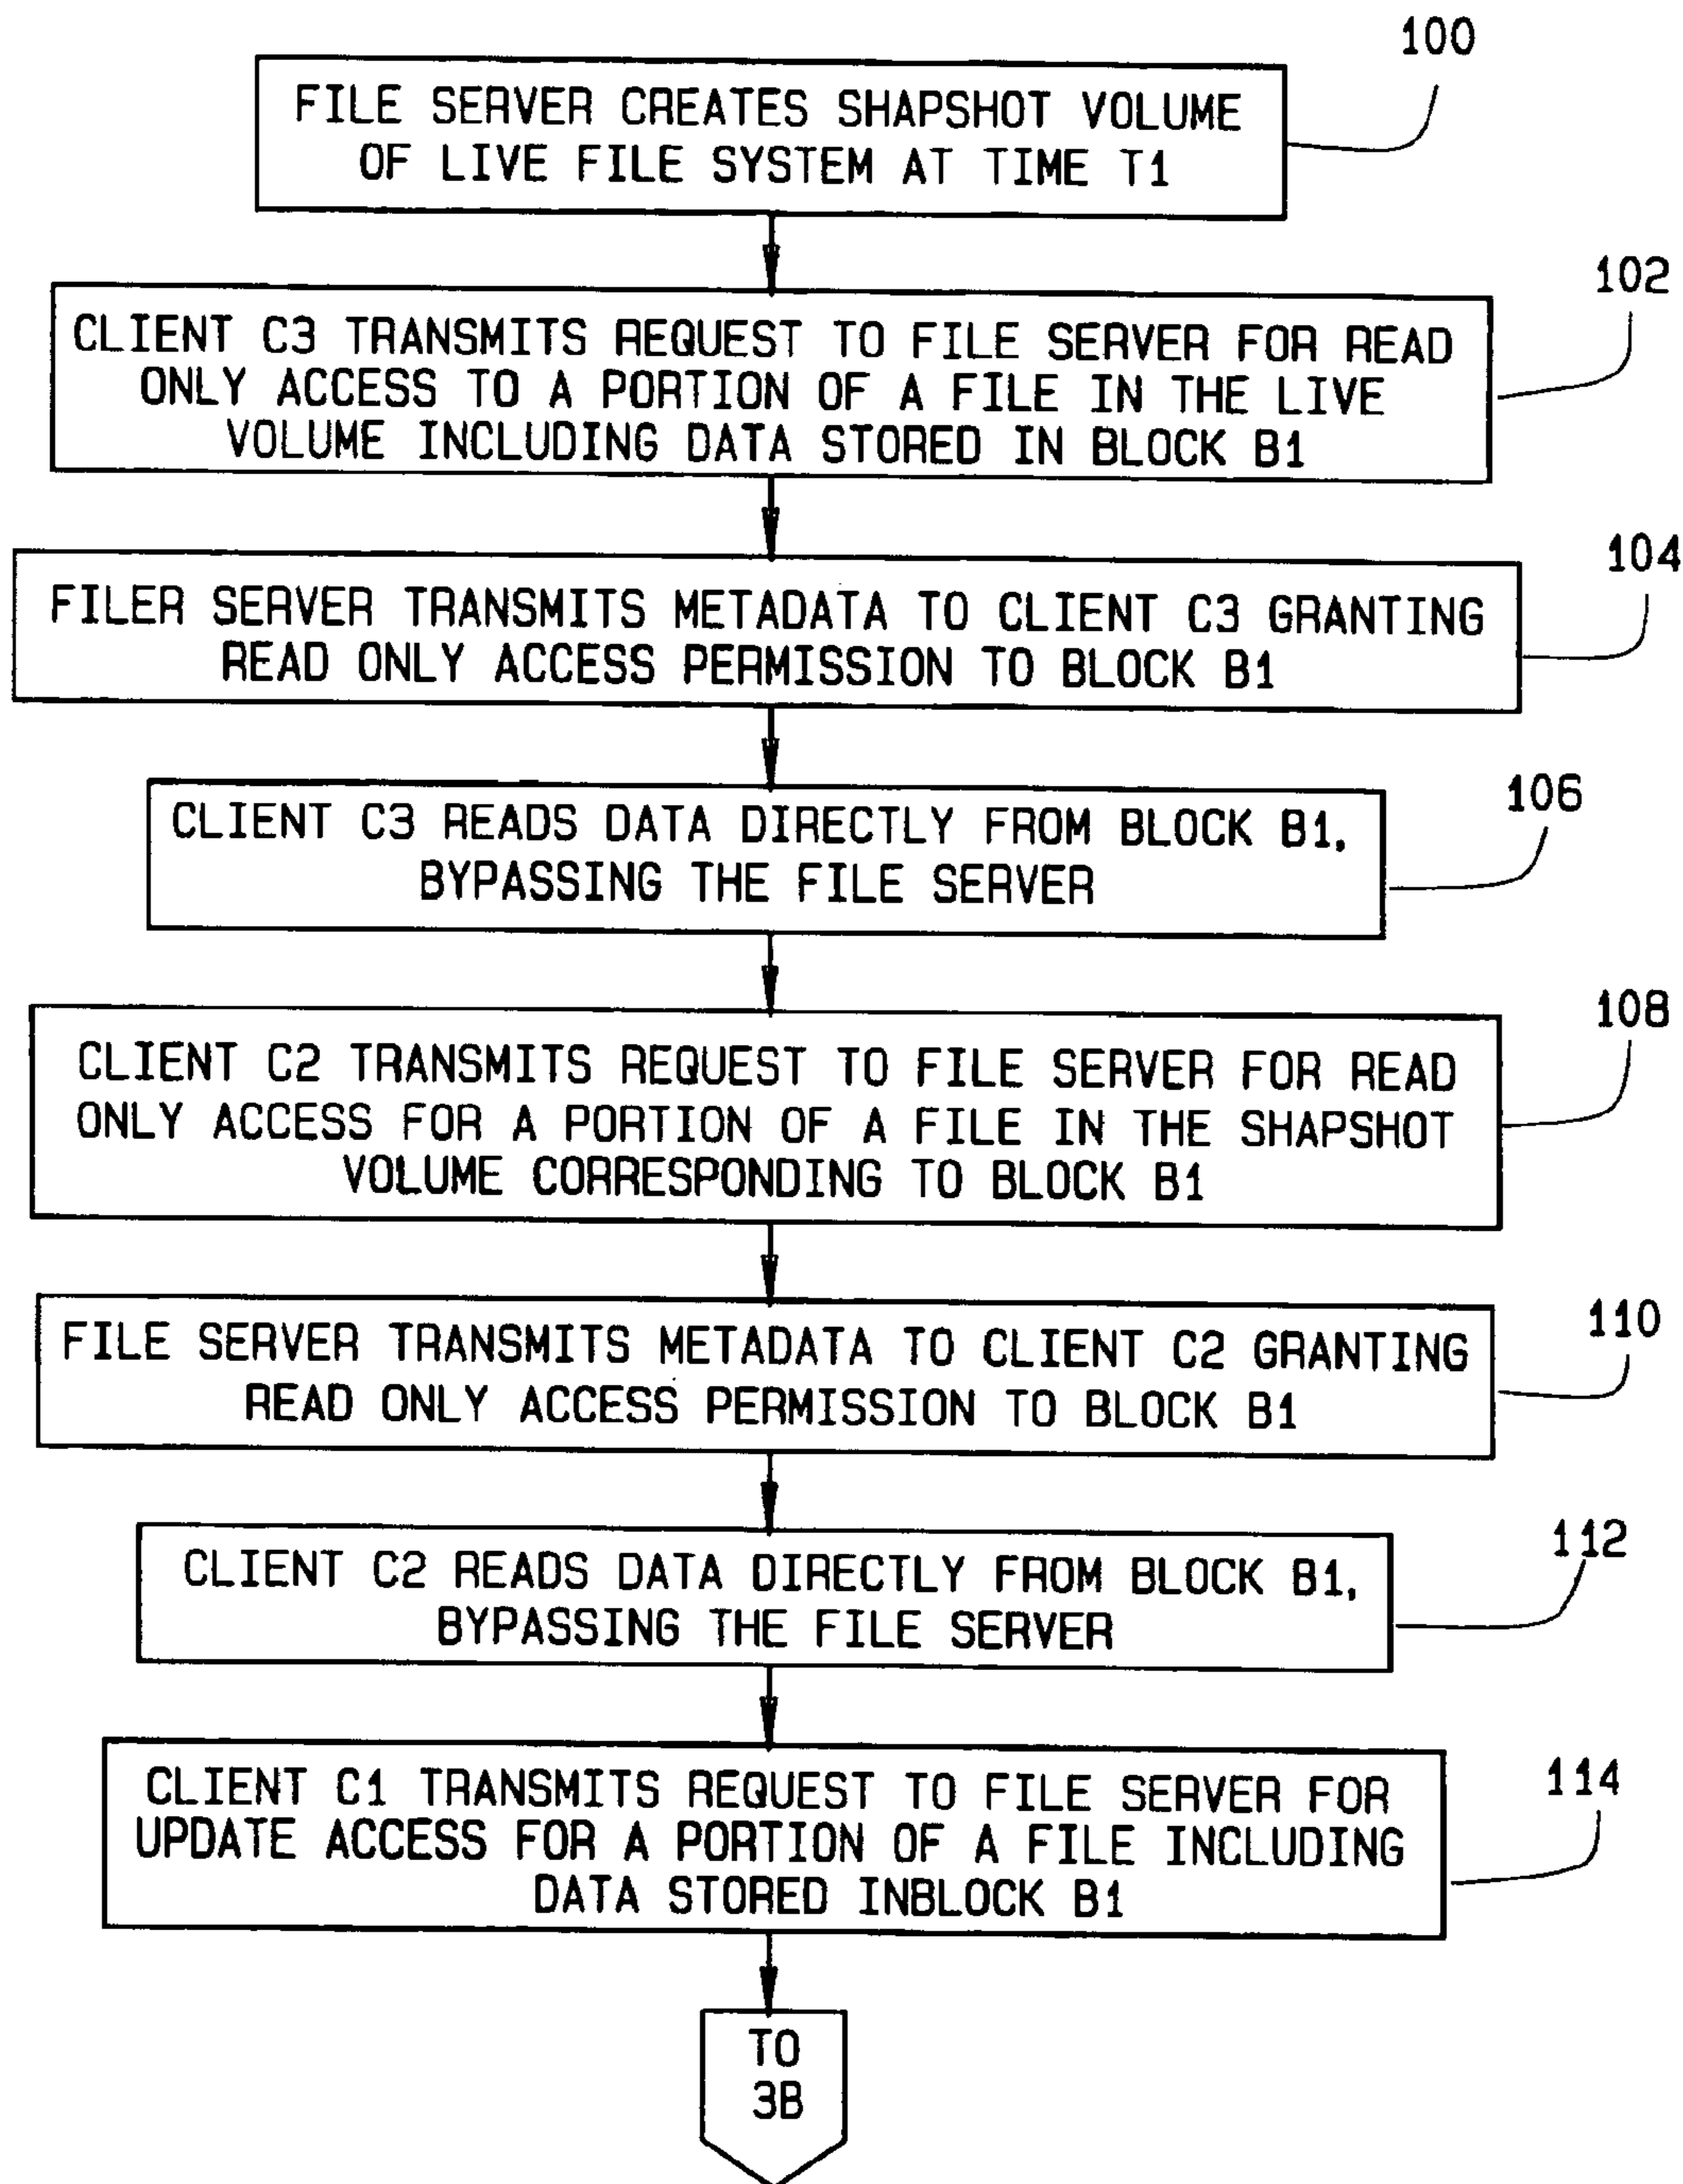 100
FILE SERVER CREATES SHAPSHOT VOLUME
OF LIVE FILE SYSTEM AT TIME T1
102
CLIENT C3 TRANSMITS REQUEST TO FILE SERVER FOR READ
ONLY ACCESS TO A PORTION OF A FILE IN THE LIVE
VOLUME INCLUDING DATA STORED IN BLOCK B1
104
FILER SERVER TRANSMITS METADATA TO CLIENT C3 GRANTING
READ ONLY ACCESS PERMISSION TO BLOCK B1
106
CLIENT C3 READS DATA DIRECTLY FROM BLOCK B1,
BYPASSING THE FILE SERVER
108
CLIENT C2 TRANSMITS REQUEST TO FILE SERVER FOR READ
ONLY ACCESS FOR A PORTION OF A FILE IN THE SHAPSHOT
VOLUME CORRESPONDING TO BLOCK B1
110
FILE SERVER TRANSMITS METADATA TO CLIENT C2 GRANTING
READ ONLY ACCESS PERMISSION TO BLOCK B1
112
CLIENT C2 READS DATA DIRECTLY FROM BLOCK B1,
BYPASSING THE FILE SERVER
114
CLIENT C1 TRANSMITS REQUEST TO FILE SERVER FOR
UPDATE ACCESS FOR A PORTION OF A FILE INCLUDING
DATA STORED INBLOCK B1
TO
3B